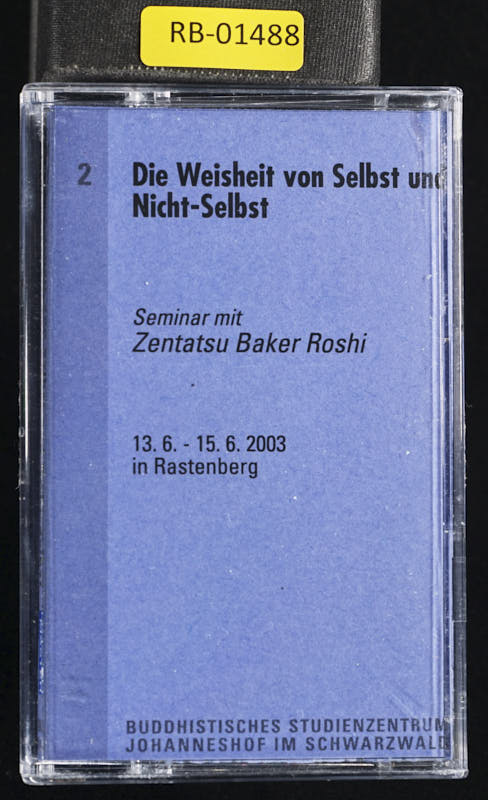 RB-01488
2
Die Weisheit von Selbst und
Nicht-Selbst
Seminar mit
Zentatsu Baker Roshi
13. 6. - 15. 6. 2003
in Rastenberg
BUDDHISTISCHES STUDIENZENTRUM
JOHANNESHOF IM SCHWARZWALD